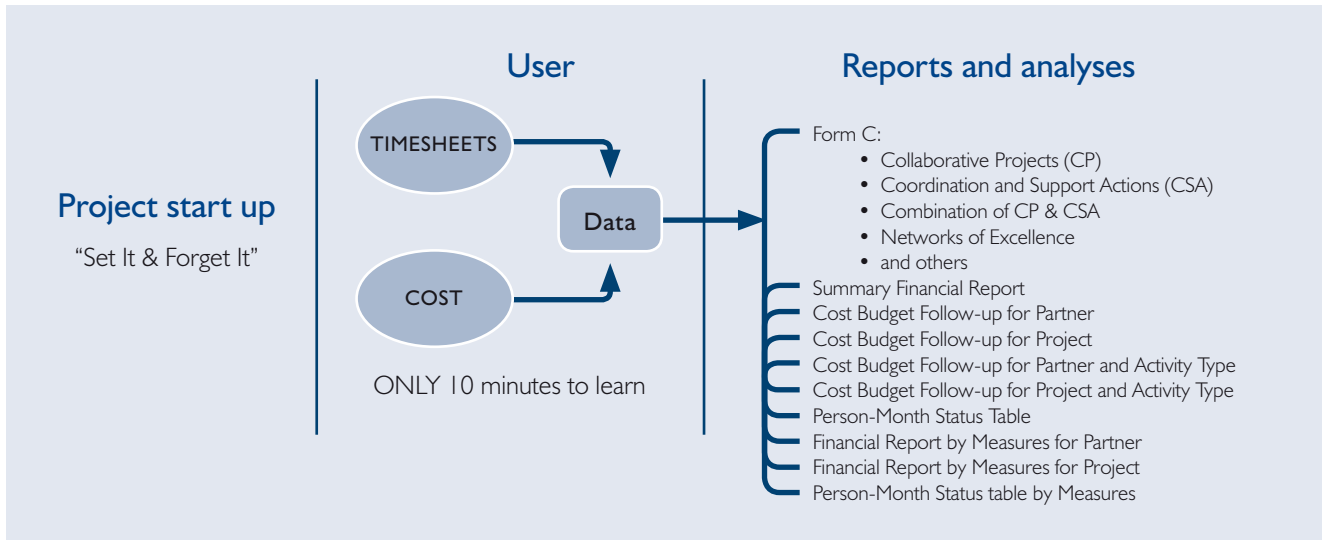 Project start up
“Set It & Forget It”
User
TIMESHEETS
Data
COST
ONLY 10 minutes to learn
Reports and analyses
Form C:
• Collaborative Projects (CP)
• Coordination and Support Actions (CSA)
• Combination of CP & CSA
• Networks of Excellence
• and others
Summary Financial Report
Cost Budget Follow-up for Partner
Cost Budget Follow-up for Project
Cost Budget Follow-up for Partner and Activity Type
Cost Budget Follow-up for Project and Activity Type
Person-Month Status Table
Financial Report by Measures for Partner
Financial Report by Measures for Project
Person-Month Status table by Measures